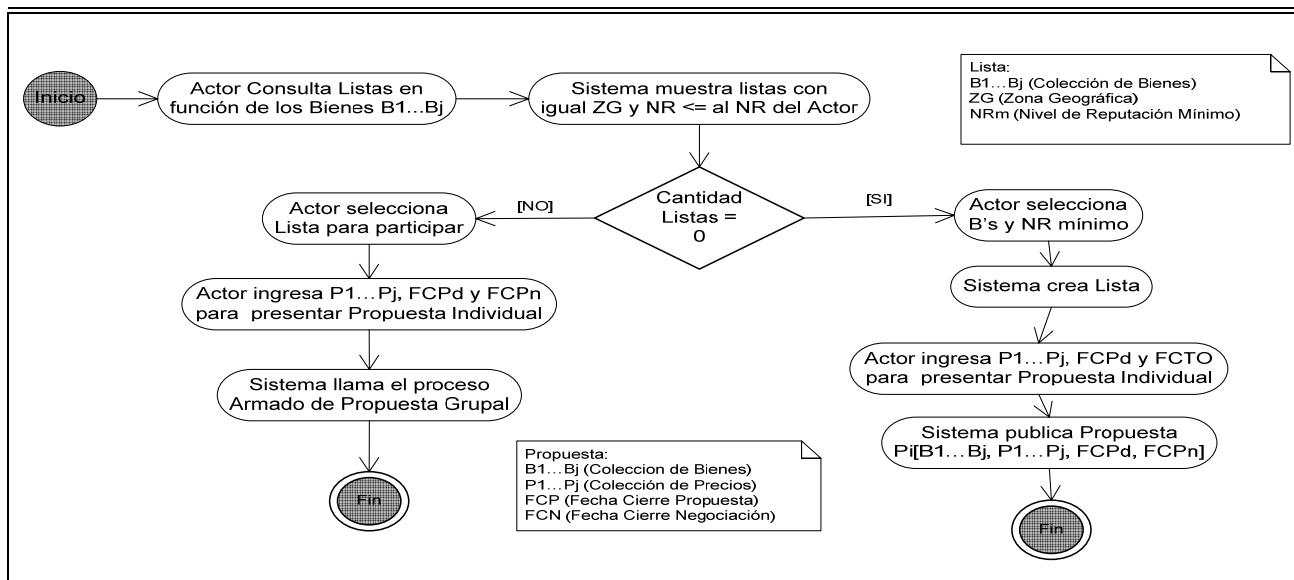 Inicio
Actor Consulta Listas en
función de los Bienes B1...Bj
Sistema muestra listas con
igual ZG y NR <= al NR del Actor
Lista:
B1...Bj (Colección de Bienes)
ZG (Zona Geográfica)
NRm (Nivel de Reputación Mínimo)
Cantidad
Listas =
0
[NO]
[SI]
Actor selecciona
Lista para participar
Actor ingresa P1...Pj, FCPd y FCPn
para presentar Propuesta Individual
Sistema llama el proceso
Armado de Propuesta Grupal
Fin
Actor selecciona
B's y NR mínimo
Sistema crea Lista
Actor ingresa P1...Pj, FCPd y FCTO
para presentar Propuesta Individual
Sistema publica Propuesta
Pi[B1...Bj, P1...Pj, FCPd, FCPn]
Fin
Propuesta:
B1...Bj (Coleccion de Bienes)
P1...Pj (Colección de Precios)
FCP (Fecha Cierre Propuesta)
FCN (Fecha Cierre Negociación)